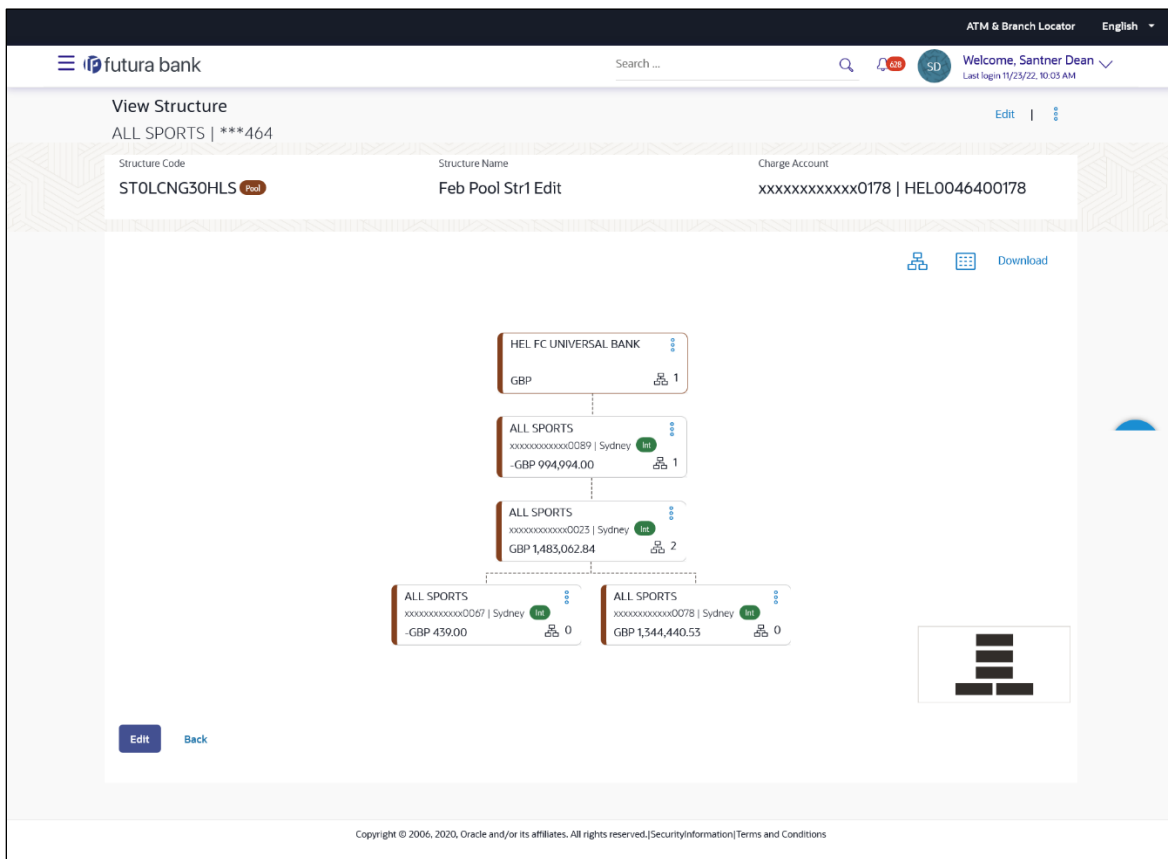 ATM & Branch Locator English
futura bank
Search ...
628
SD
Welcome, Santner Dean
Last login 11/23/22, 10:03 AM
View Structure
Edit |
ALL SPORTS | ***464
Structure Code
Structure Name
Charge Account
ST0LCNG30HLS Pool
Feb Pool Str1 Edit
xxxxxxxxxxxx0178 | HEL0046400178
Download
HEL FC UNIVERSAL BANK
GBP
1
ALL SPORTS
xxxxxxxxxxxx0089 | Sydney Int
-GBP 994,994.00
1
ALL SPORTS
xxxxxxxxxxxx0023 | Sydney Int
GBP 1,483,062.84
2
ALL SPORTS
xxxxxxxxxxxx0067 | Sydney Int
-GBP 439.00
0
ALL SPORTS
xxxxxxxxxxxx0078 | Sydney Int
GBP 1,344,440.53
0
Edit
Back
Copyright © 2006, 2020, Oracle and/or its affiliates. All rights reserved.|SecurityInformation|Terms and Conditions